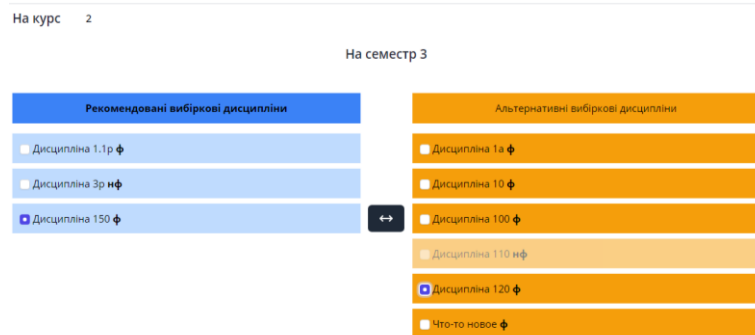 На курс 2
На семестр 3
Рекомендовані вибіркові дисципліни
Дисципліна 1.1р ф
Дисципліна 3р нф
Дисципліна 150 ф
Альтернативні вибіркові дисципліни
Дисципліна 1а ф
Дисципліна 10 ф
Дисципліна 100 ф
Дисципліна 110 нф
Дисципліна 120 ф
Что-то новое ф